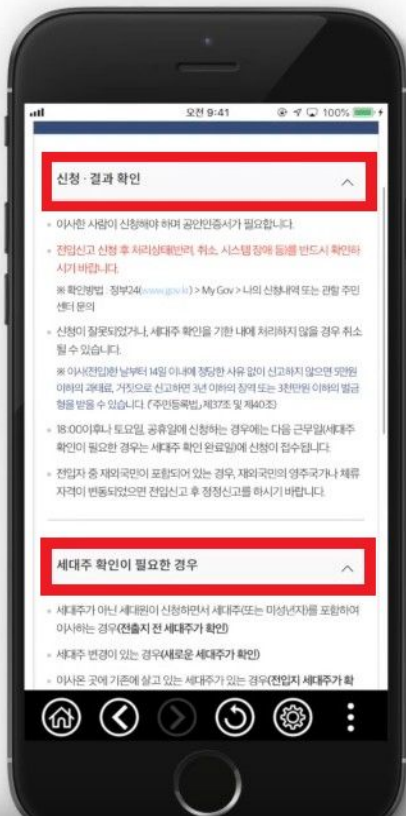 오전 9:41
100%
신청 · 결과 확인
이사한 사람이 신청해야 하며 공인인증서가 필요합니다.
전입신고 신청 후 처리상태(반려, 취소, 시스템 장애 등)를 반드시 확인하
시기 바랍니다.
※ 확인방법 : 정부24(www.gov.kr) > My Gov > 나의 신청내역 또는 관할 주민
센터 문의
신청이 잘못되었거나, 세대주 확인을 기한 내에 처리하지 않을 경우 취소
될 수 있습니다.
※ 이사(전입)한 날부터 14일 이내에 정당한 사유 없이 신고하지 않으면 5만원
이하의 과태료, 거짓으로 신고하면 3년 이하의 징역 또는 3천만원 이하의 벌금
형을 받을 수 있습니다. (「주민등록법」 제37조 및 제40조)
18:00이후나 토요일, 공휴일에 신청하는 경우에는 다음 근무일(세대주
확인이 필요한 경우는 세대주 확인 완료일)에 신청이 접수됩니다.
전입자 중 재외국민이 포함되어 있는 경우, 재외국민의 영주국가나 체류
자격이 변동되었으면 전입신고 후 정정신고를 하시기 바랍니다.
세대주 확인이 필요한 경우
세대주가 아닌 세대원이 신청하면서 세대주(또는 미성년자)를 포함하여
이사하는 경우(전출지 전 세대주가 확인)
세대주 변경이 있는 경우(새로운 세대주가 확인)
이사온 곳에 기존에 살고 있는 세대주가 있는 경우(전입지 세대주가 확